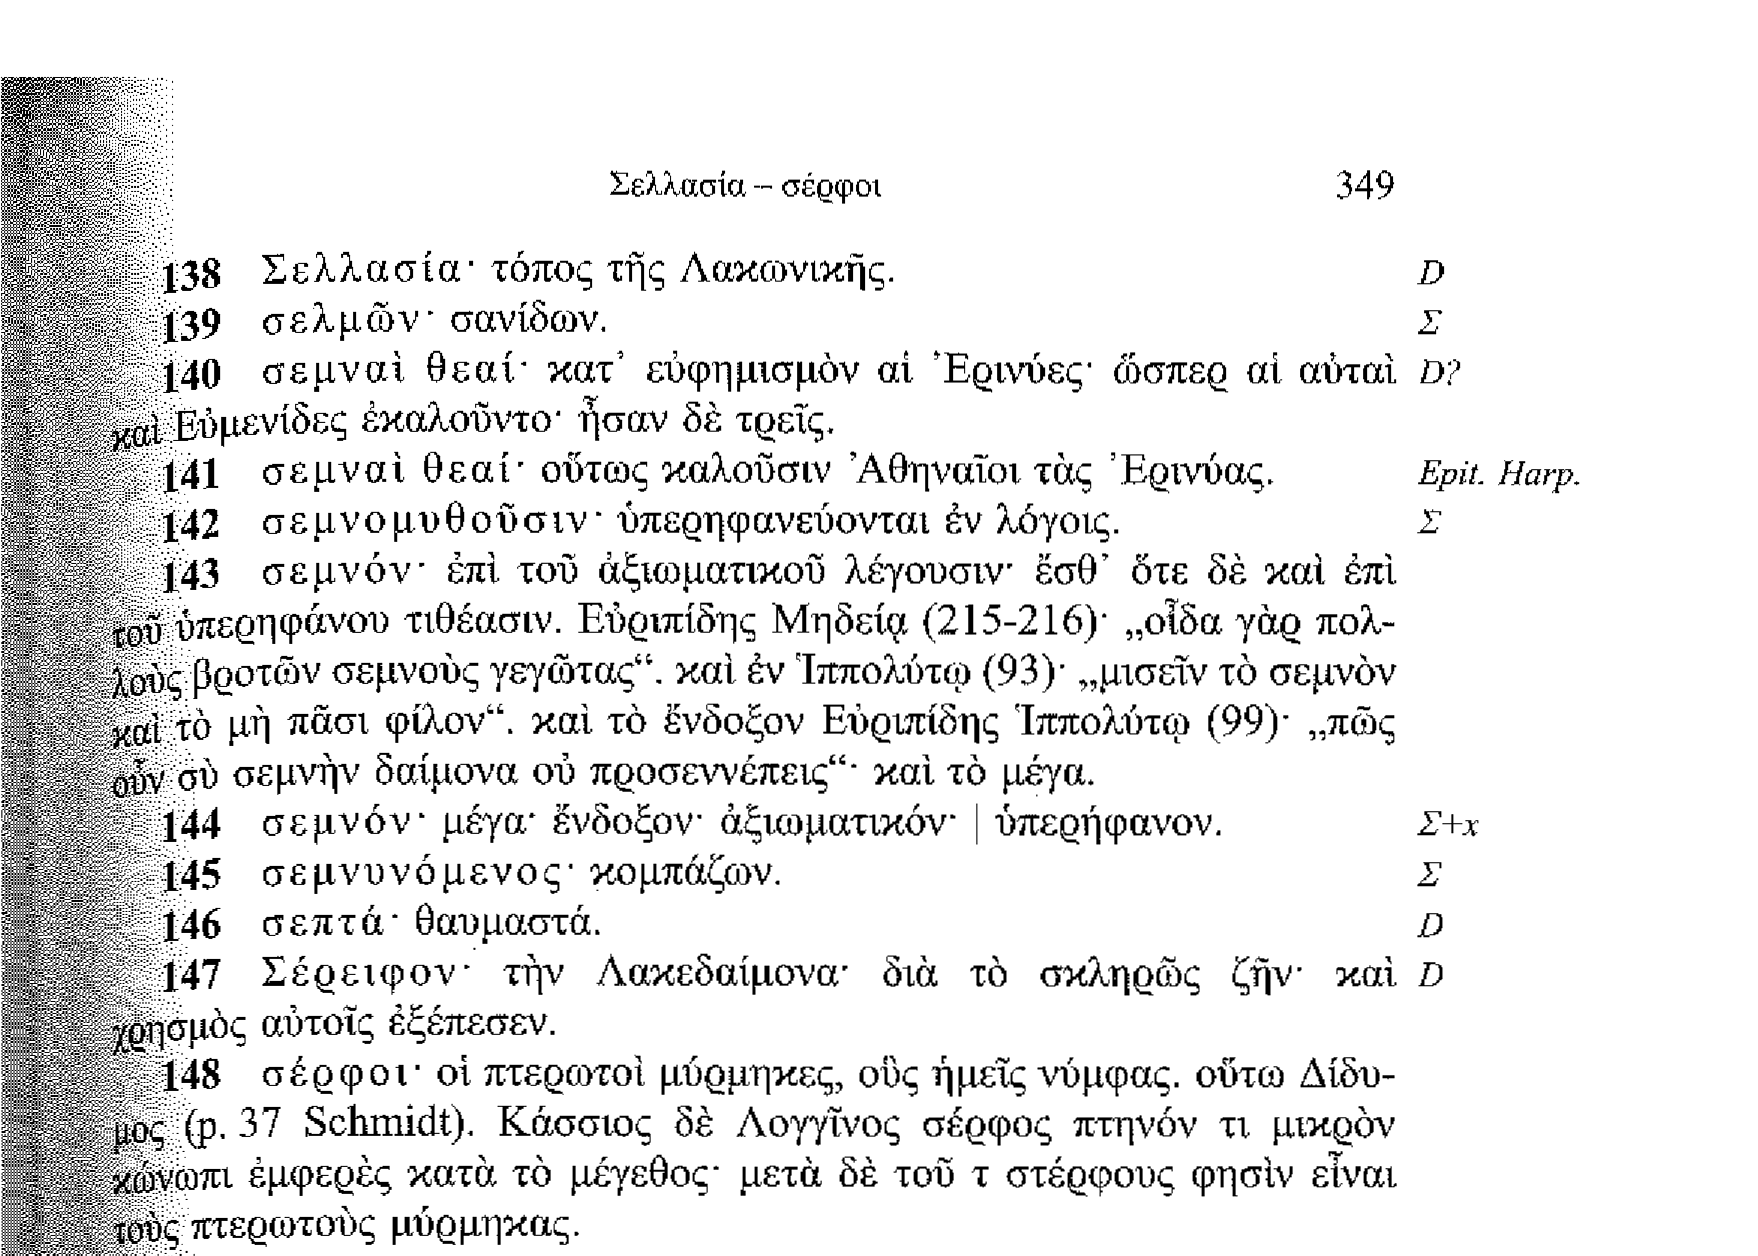 Σελλασία – σέρφοι 349
138 Σελλασία· τόπος τῆς Λακωνικῆς. D
139 σελμῶν· σανίδων. Σ
140 σεμναὶ θεαί· κατ’ εὐφημισμὸν αἱ Ἐρινύες· ὥσπερ αἱ αὐταὶ D?
καὶ Εὐμενίδες ἐκαλοῦντο· ἦσαν δὲ τρεῖς.
141 σεμναὶ θεαί· οὕτως καλοῦσιν Ἀθηναῖοι τὰς Ἐρινύας. Epit. Harp.
142 σεμνομυθοῦσιν· ὑπερηφανεύονται ἐν λόγοις. Σ
143 σεμνόν· ἐπὶ τοῦ ἀξιωματικοῦ λέγουσιν· ἔσθ’ ὅτε δὲ καὶ ἐπὶ
τοῦ ὑπερηφάνου τιθέασιν. Εὐριπίδης Μηδείᾳ (215-216)· „οἶδα γὰρ πολ-
λοὺς βροτῶν σεμνοὺς γεγῶτας“. καὶ ἐν Ἱππολύτῳ (93)· „μισεῖν τὸ σεμνὸν
καὶ τὸ μὴ πᾶσι φίλον“. καὶ τὸ ἔνδοξον Εὐριπίδης Ἱππολύτῳ (99)· „πῶς
οὖν σὺ σεμνὴν δαίμονα οὐ προσεννέπεις“· καὶ τὸ μέγα.
144 σεμνόν· μέγα· ἔνδοξον· ἀξιωματικόν· | ὑπερήφανον. Σ+x
145 σεμνυνόμενος· κομπάζων. Σ
146 σεπτά· θαυμαστά. D
147 Σέρειφον· τὴν Λακεδαίμονα· διὰ τὸ σκληρῶς ζῆν· καὶ D
χρησμὸς αὐτοῖς ἐξέπεσεν.
148 σέρφοι· οἱ πτερωτοὶ μύρμηκες, οὓς ἡμεῖς νύμφας. οὕτω Δίδυ-
μος (p. 37 Schmidt). Κάσσιος δὲ Λογγῖνος σέρφος πτηνόν τι μικρὸν
κώνωπι ἐμφερὲς κατὰ τὸ μέγεθος· μετὰ δὲ τοῦ τ στέρφους φησὶν εἶναι
τοὺς πτερωτοὺς μύρμηκας.